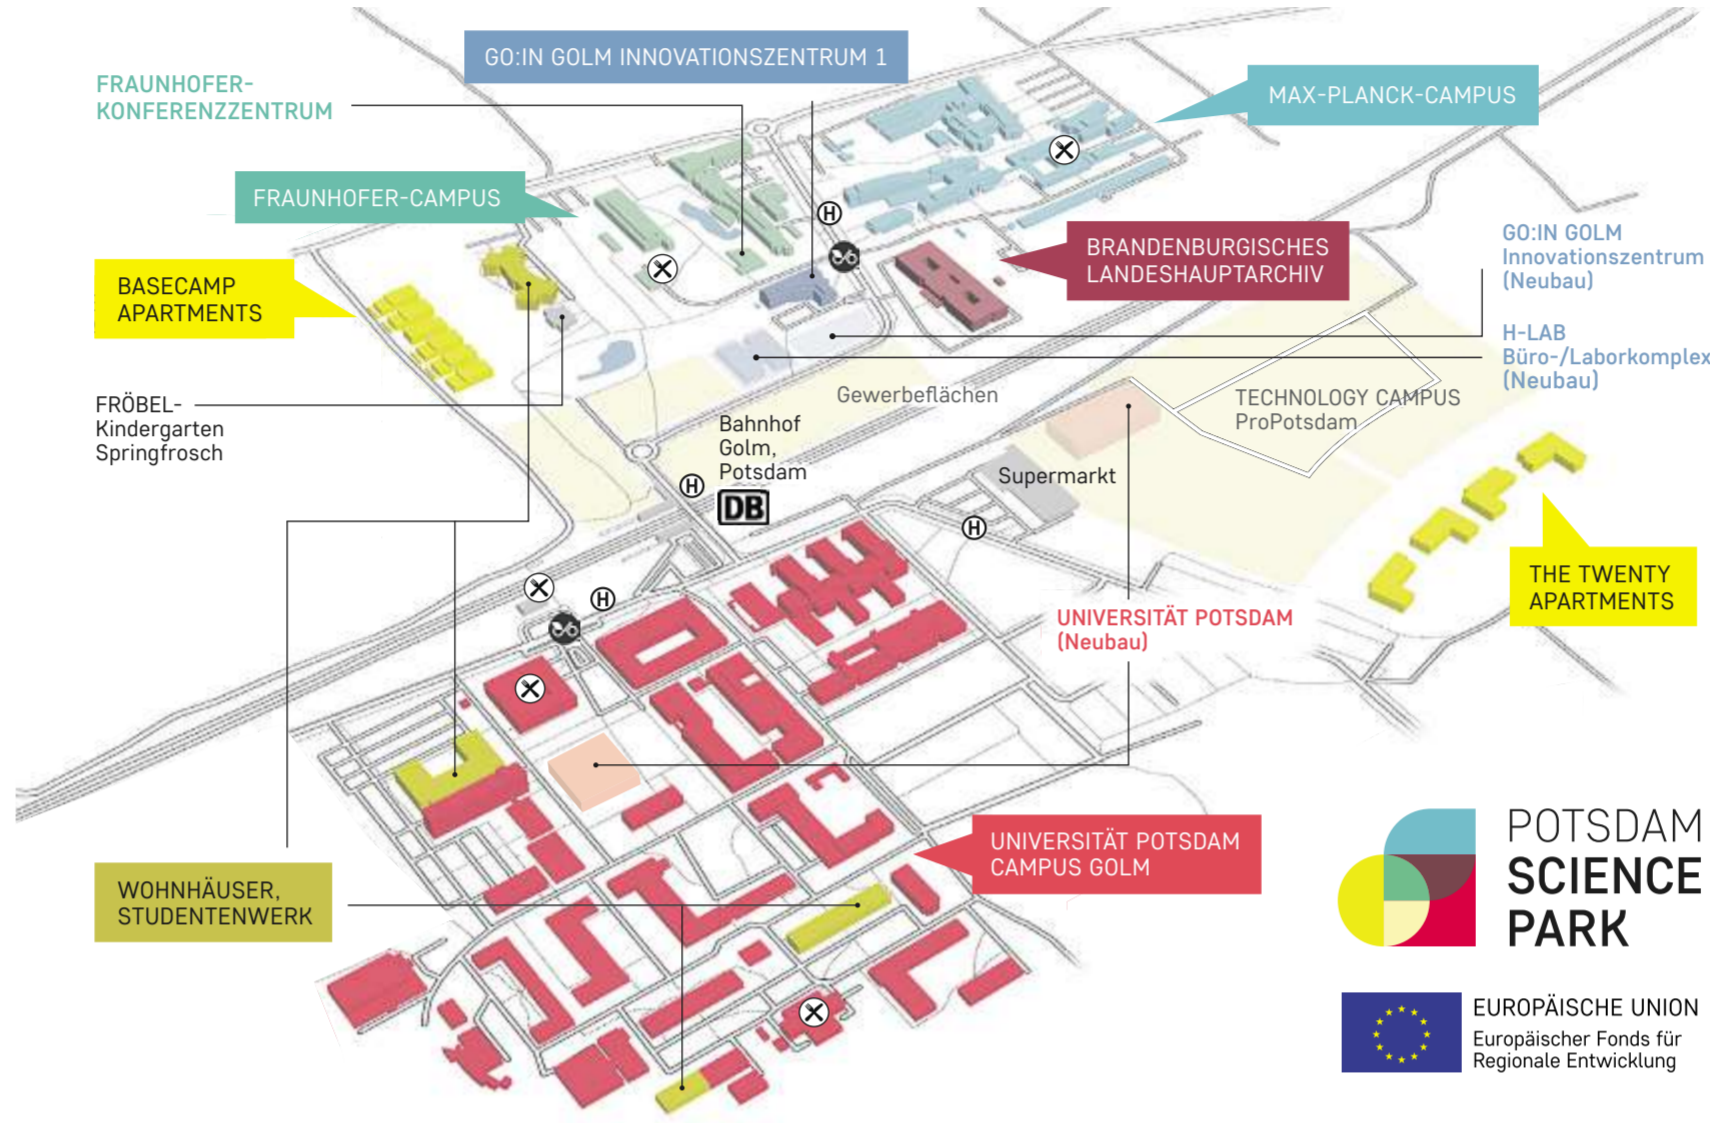 GO:IN GOLM INNOVATIONSZENTRUM 1
FRAUNHOFER-
KONFERENZZENTRUM
MAX-PLANCK-CAMPUS
FRAUNHOFER-CAMPUS
H
BRANDENBURGISCHES
LANDESHAUPTARCHIV
GO:IN GOLM
Innovationszentrum
(Neubau)
BASECAMP
APARTMENTS
H-LAB
Büro-/Laborkomplex
(Neubau)
FRÖBEL-
Kindergarten
Springfrosch
Gewerbeflächen
TECHNOLOGY CAMPUS
ProPotsdam
Bahnhof
Golm,
Potsdam
H
DB
Supermarkt
H
THE TWENTY
APARTMENTS
H
UNIVERSITÄT POTSDAM
(Neubau)
UNIVERSITÄT POTSDAM
CAMPUS GOLM
WOHNHÄUSER,
STUDENTENWERK
POTSDAM
SCIENCE
PARK
EUROPÄISCHE UNION
Europäischer Fonds für
Regionale Entwicklung